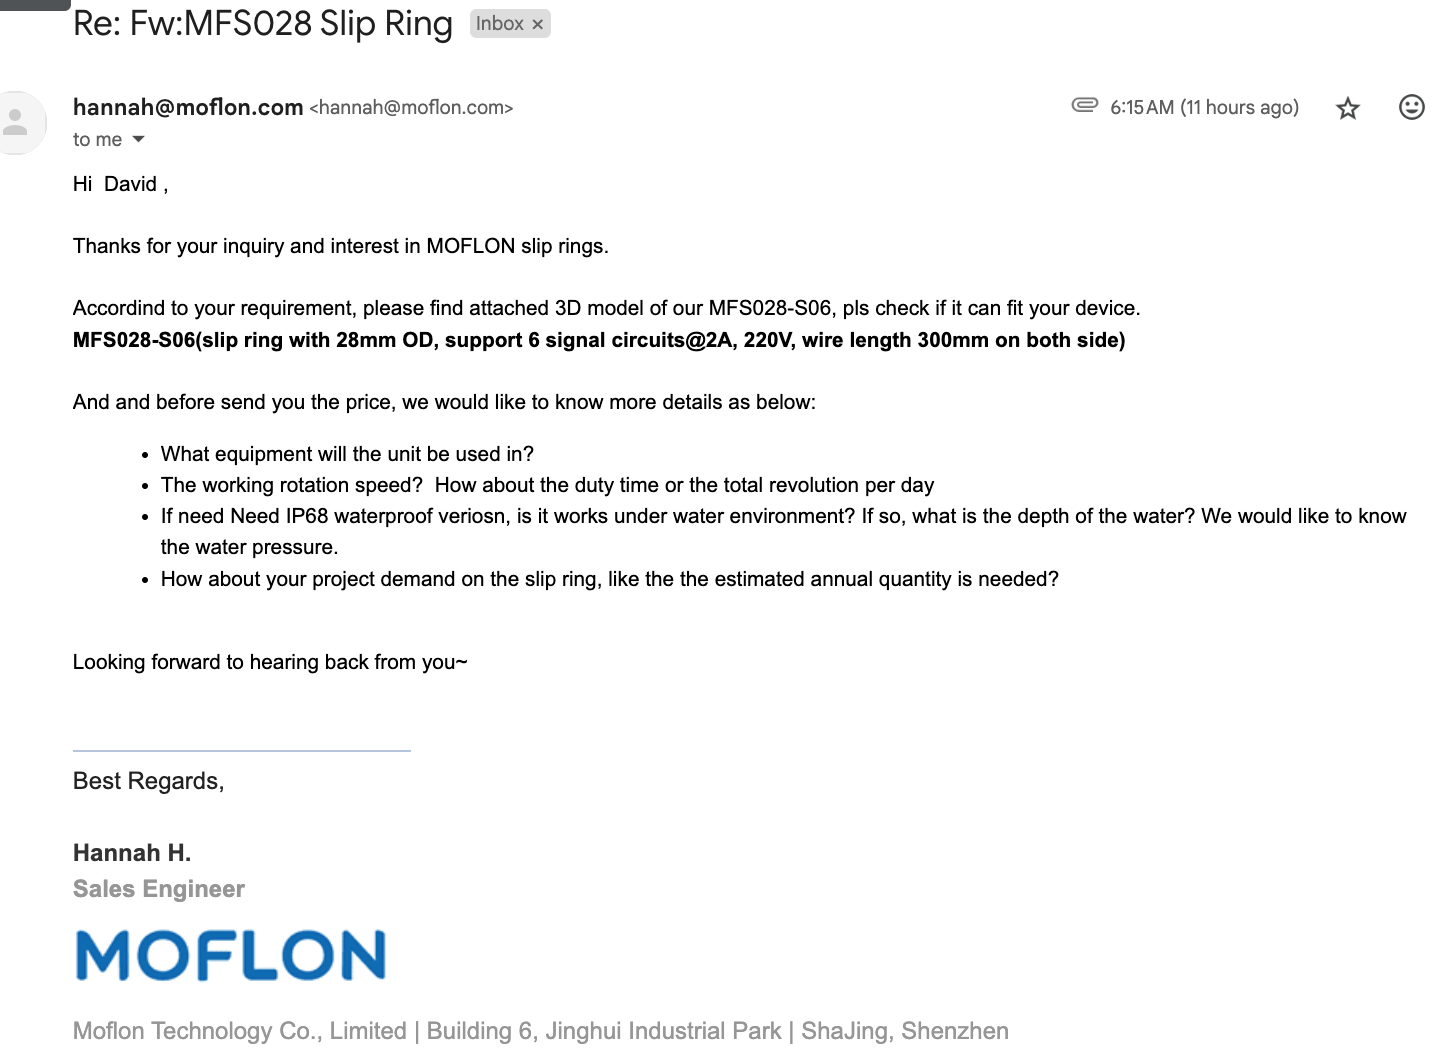 Re: Fw:MFS028 Slip Ring Inbox ×
hannah@moflon.com <hannah@moflon.com> 6:15 AM (11 hours ago)
to me
Hi  David ,
Thanks for your inquiry and interest in MOFLON slip rings.
Accordind to your requirement, please find attached 3D model of our MFS028-S06, pls check if it can fit your device.
MFS028-S06(slip ring with 28mm OD, support 6 signal circuits@2A, 220V, wire length 300mm on both side)
And and before send you the price, we would like to know more details as below:
• What equipment will the unit be used in?
• The working rotation speed?  How about the duty time or the total revolution per day
• If need Need IP68 waterproof veriosn, is it works under water environment? If so, what is the depth of the water? We would like to know
the water pressure.
• How about your project demand on the slip ring, like the the estimated annual quantity is needed?
Looking forward to hearing back from you~
Best Regards,
Hannah H.
Sales Engineer
MOFLON
Moflon Technology Co., Limited | Building 6, Jinghui Industrial Park | ShaJing, Shenzhen